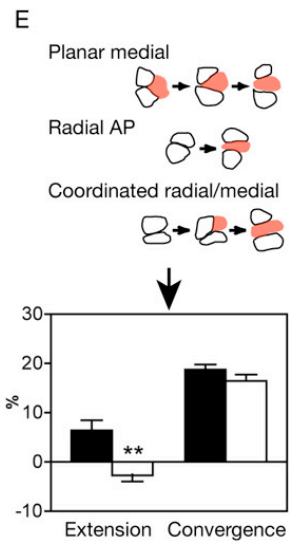 E
Planar medial
Radial AP
Coordinated radial/medial
30
20
10
0
-10
%
**
Extension Convergence